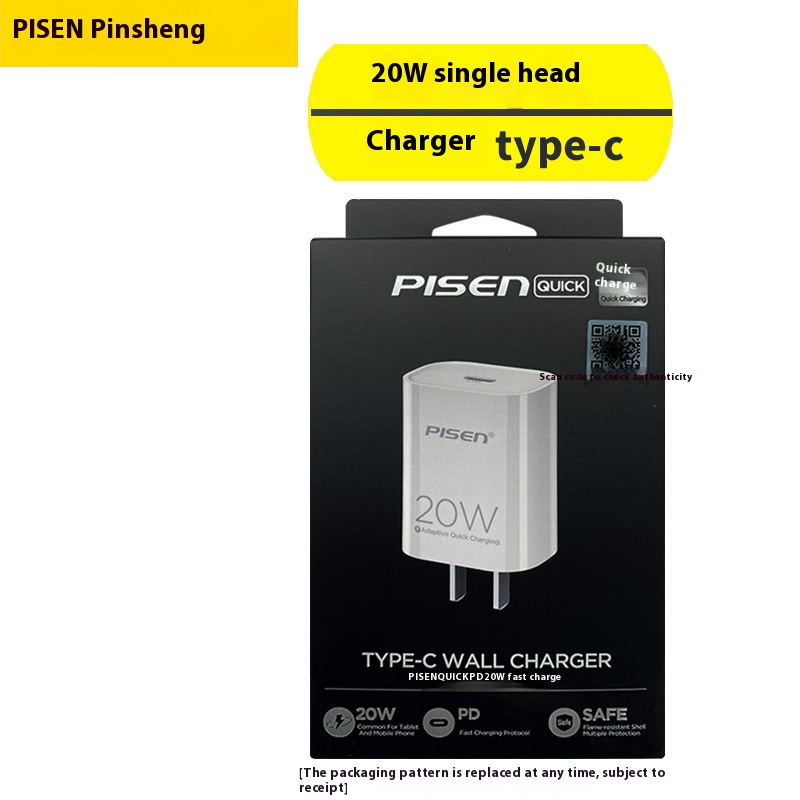 PISEN Pinsheng
20W single head
Charger type-c
PISEN QUICK
Quick
charge
Quick Charging
Scan code to check authenticity
PISEN®
20W
Adaptive Quick Charging
TYPE-C WALL CHARGER
PISENQUICKPD20W fast charge
20W
Common For Tablet
And Mobile Phone
PD
Fast Charging Protocol
Safe
SAFE
Flame-resistant Shell
Multiple Protection
[The packaging pattern is replaced at any time, subject to
receipt]